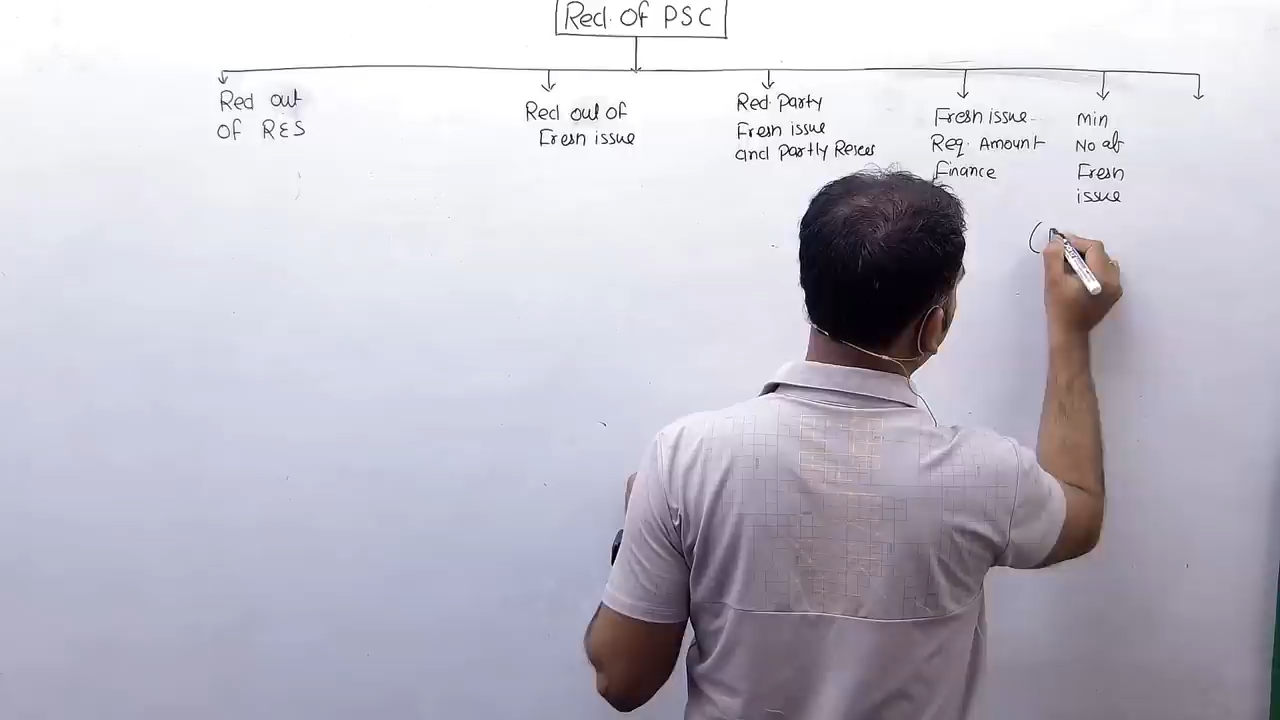 Red. Of PSC
Red out
Of RES
Red out of
Fresh issue
Red. Party
Fresh issue
and Partly Reser
Fresh issue
Req. Amount
Finance
Min
No of
Fresh
issue
(